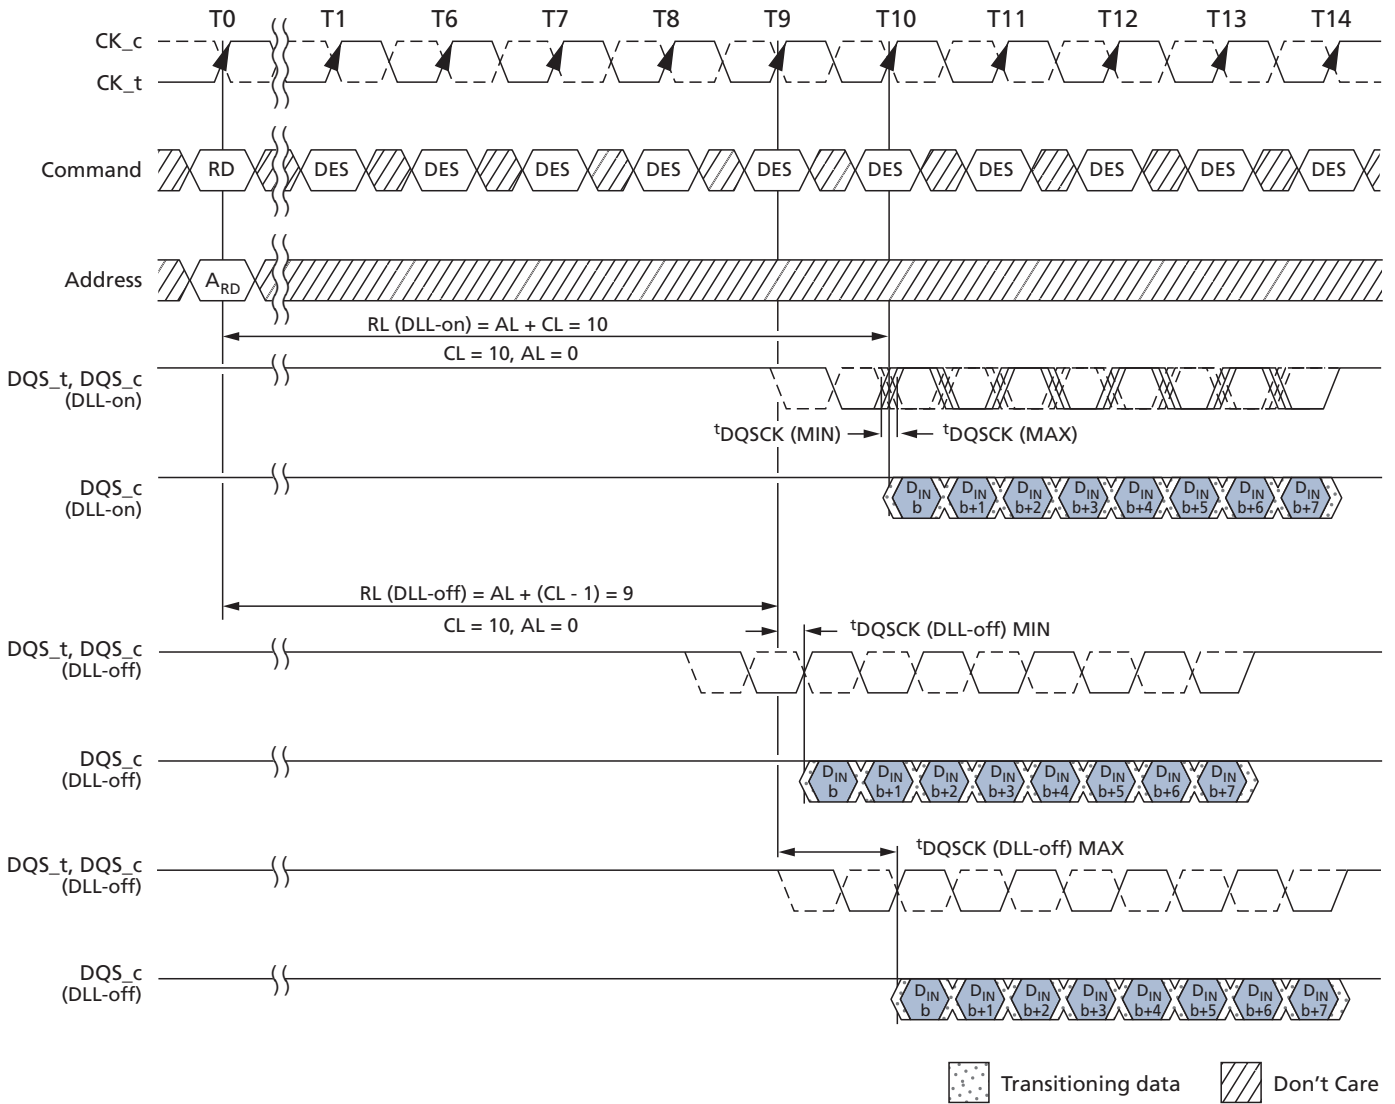 T0 T1 T6 T7 T8 T9 T10 T11 T12 T13 T14
CK_c
CK_t
Command RD DES DES DES DES DES DES DES DES DES DES
Address ARD
RL (DLL-on) = AL + CL = 10
CL = 10, AL = 0
DQS_t, DQS_c
(DLL-on)
tDQSCK (MIN) tDQSCK (MAX)
DQS_c
(DLL-on)
DIN DIN DIN DIN DIN DIN DIN DIN
b b+1 b+2 b+3 b+4 b+5 b+6 b+7
RL (DLL-off) = AL + (CL - 1) = 9
CL = 10, AL = 0
tDQSCK (DLL-off) MIN
DQS_t, DQS_c
(DLL-off)
DQS_c
(DLL-off)
DIN DIN DIN DIN DIN DIN DIN DIN
b b+1 b+2 b+3 b+4 b+5 b+6 b+7
tDQSCK (DLL-off) MAX
DQS_t, DQS_c
(DLL-off)
DQS_c
(DLL-off)
DIN DIN DIN DIN DIN DIN DIN DIN
b b+1 b+2 b+3 b+4 b+5 b+6 b+7
Transitioning data Don't Care